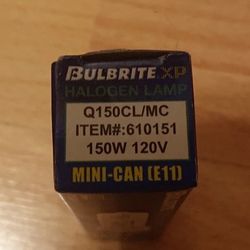 BULBRITE XP
HALOGEN LAMP
Q150CL/MC
ITEM#:610151
150W 120V
MINI-CAN (E11)